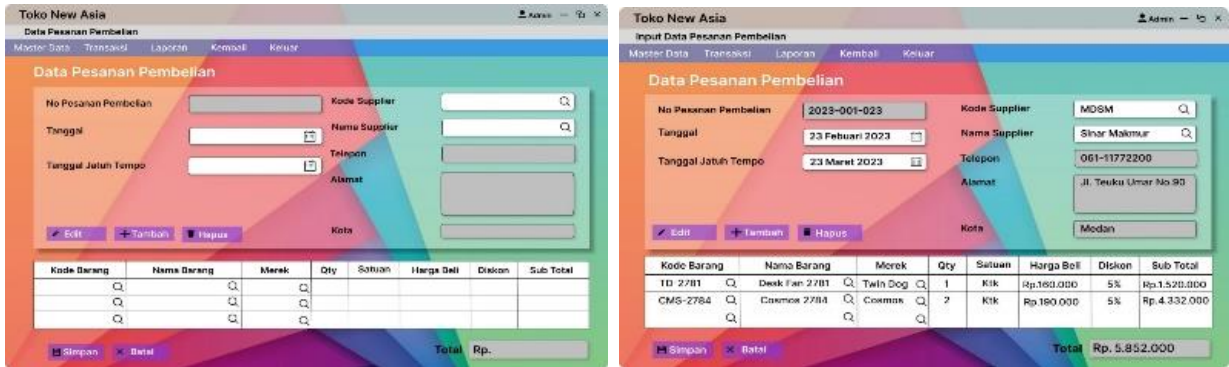 Toko New Asia
Admin
Data Pesanan Pembelian
Master Data Transaksi Laporan Kembali Keluar
Data Pesanan Pembelian
No Pesanan Pembelian
Kode Supplier
Tanggal
Nama Supplier
Tanggal Jatuh Tempo
Telepon
Alamat
Kota
Edit Tambah Hapus
Kode Barang Nama Barang Merek Qty Satuan Harga Beli Diskon Sub Total
Simpan Batal
Total Rp.
Toko New Asia
Admin
Input Data Pesanan Pembelian
Master Data Transaksi Laporan Kembali Keluar
Data Pesanan Pembelian
No Pesanan Pembelian 2023-001-023
Kode Supplier MDSM
Tanggal 23 Febuari 2023
Nama Supplier Sinar Makmur
Tanggal Jatuh Tempo 23 Maret 2023
Telepon 061-11772200
Alamat Jl. Teuku Umar No.90
Kota Medan
Edit Tambah Hapus
Kode Barang Nama Barang Merek Qty Satuan Harga Beli Diskon Sub Total
TD-2781 Desk Fan 2781 Twin Dog 1 Ktk Rp.160.000 5% Rp.1.520.000
CMS-2784 Cosmos 2784 Cosmos 2 Ktk Rp.190.000 5% Rp.4.332.000
Simpan Batal
Total Rp. 5.852.000